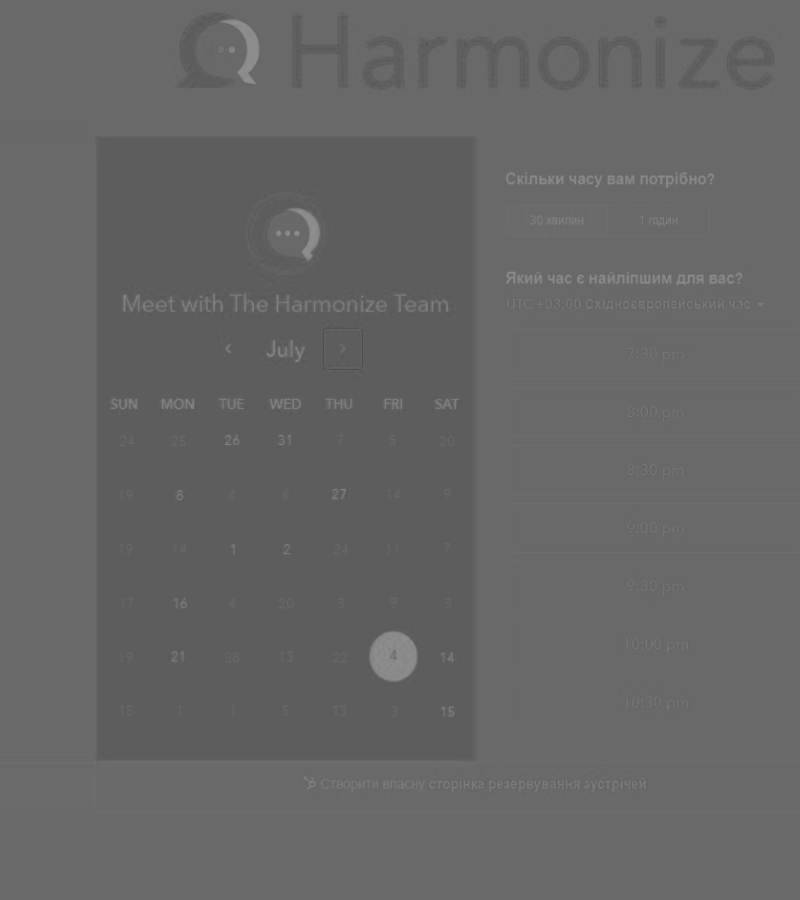 Harmonize
Meet with The Harmonize Team
July
SUN MON TUE WED THU FRI SAT
24 25 26 31 7 5 20
19 8 4 6 27 14 9
19 14 1 2 24 11 7
17 16 4 20 3 9 3
19 21 28 13 22 4 14
15 1 1 5 13 3 15
Скільки часу вам потрібно?
30 хвилин 1 годин
Який час є найліпшим для вас?
UTC +03:00 Східноєвропейський час
7:30 pm
8:00 pm
8:30 pm
9:00 pm
9:30 pm
10:00 pm
10:30 pm
Створити власну сторінка резервування зустрічей